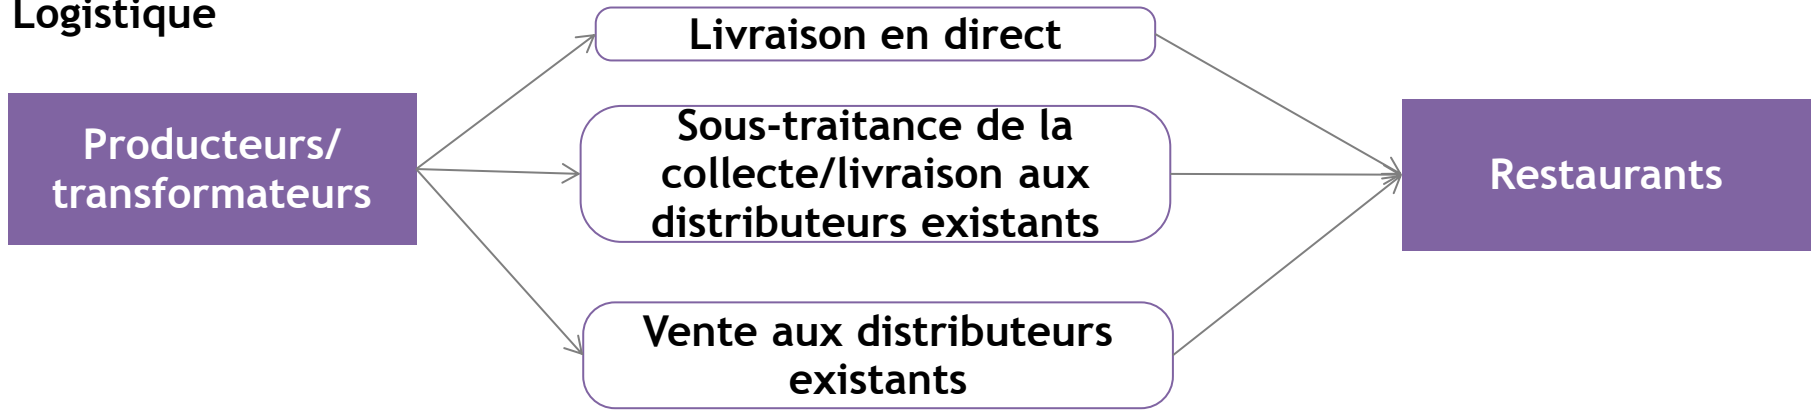 Logistique
Livraison en direct
Producteurs/
transformateurs
Sous-traitance de la
collecte/livraison aux
distributeurs existants
Restaurants
Vente aux distributeurs
existants